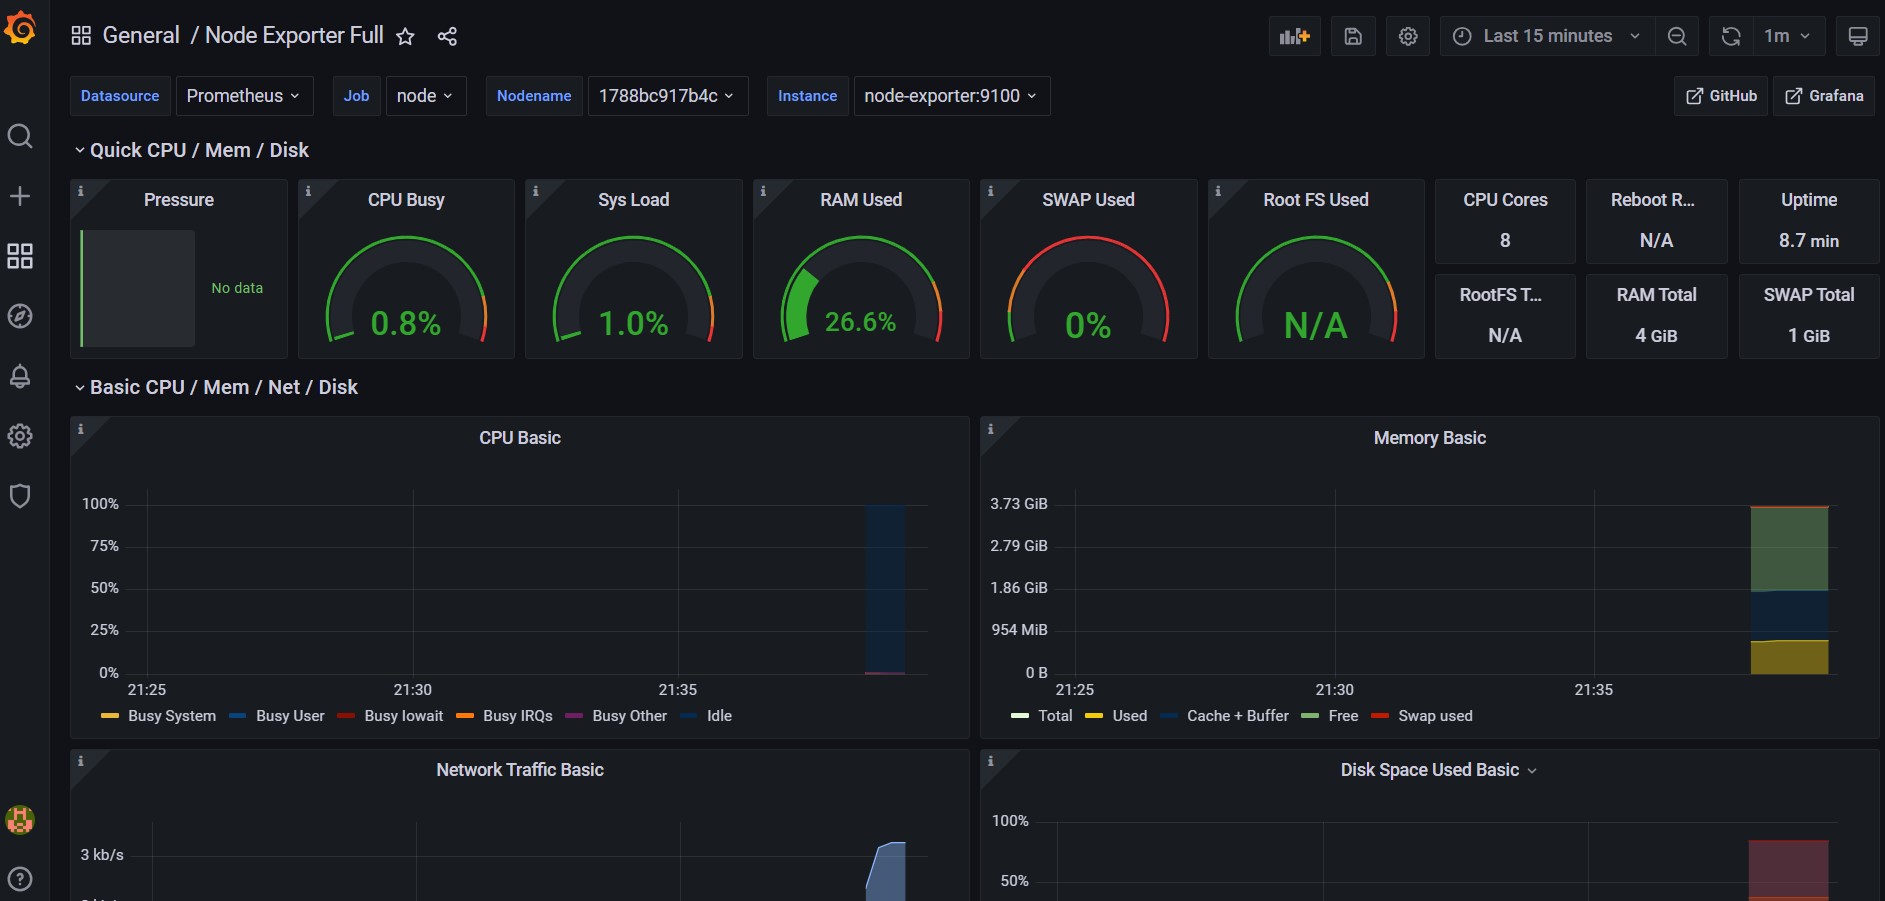 General / Node Exporter Full
Last 15 minutes
1m
Datasource Prometheus
Job node
Nodename 1788bc917b4c
Instance node-exporter:9100
GitHub
Grafana
Quick CPU / Mem / Disk
Pressure
No data
CPU Busy
0.8%
Sys Load
1.0%
RAM Used
26.6%
SWAP Used
0%
Root FS Used
N/A
CPU Cores
8
Reboot R...
N/A
Uptime
8.7 min
RootFS T...
N/A
RAM Total
4 GiB
SWAP Total
1 GiB
Basic CPU / Mem / Net / Disk
CPU Basic
100%
75%
50%
25%
0%
21:25 21:30 21:35
Busy System Busy User Busy Iowait Busy IRQs Busy Other Idle
Memory Basic
3.73 GiB
2.79 GiB
1.86 GiB
954 MiB
0 B
21:25 21:30 21:35
Total Used Cache + Buffer Free Swap used
Network Traffic Basic
3 kb/s
Disk Space Used Basic
100%
50%